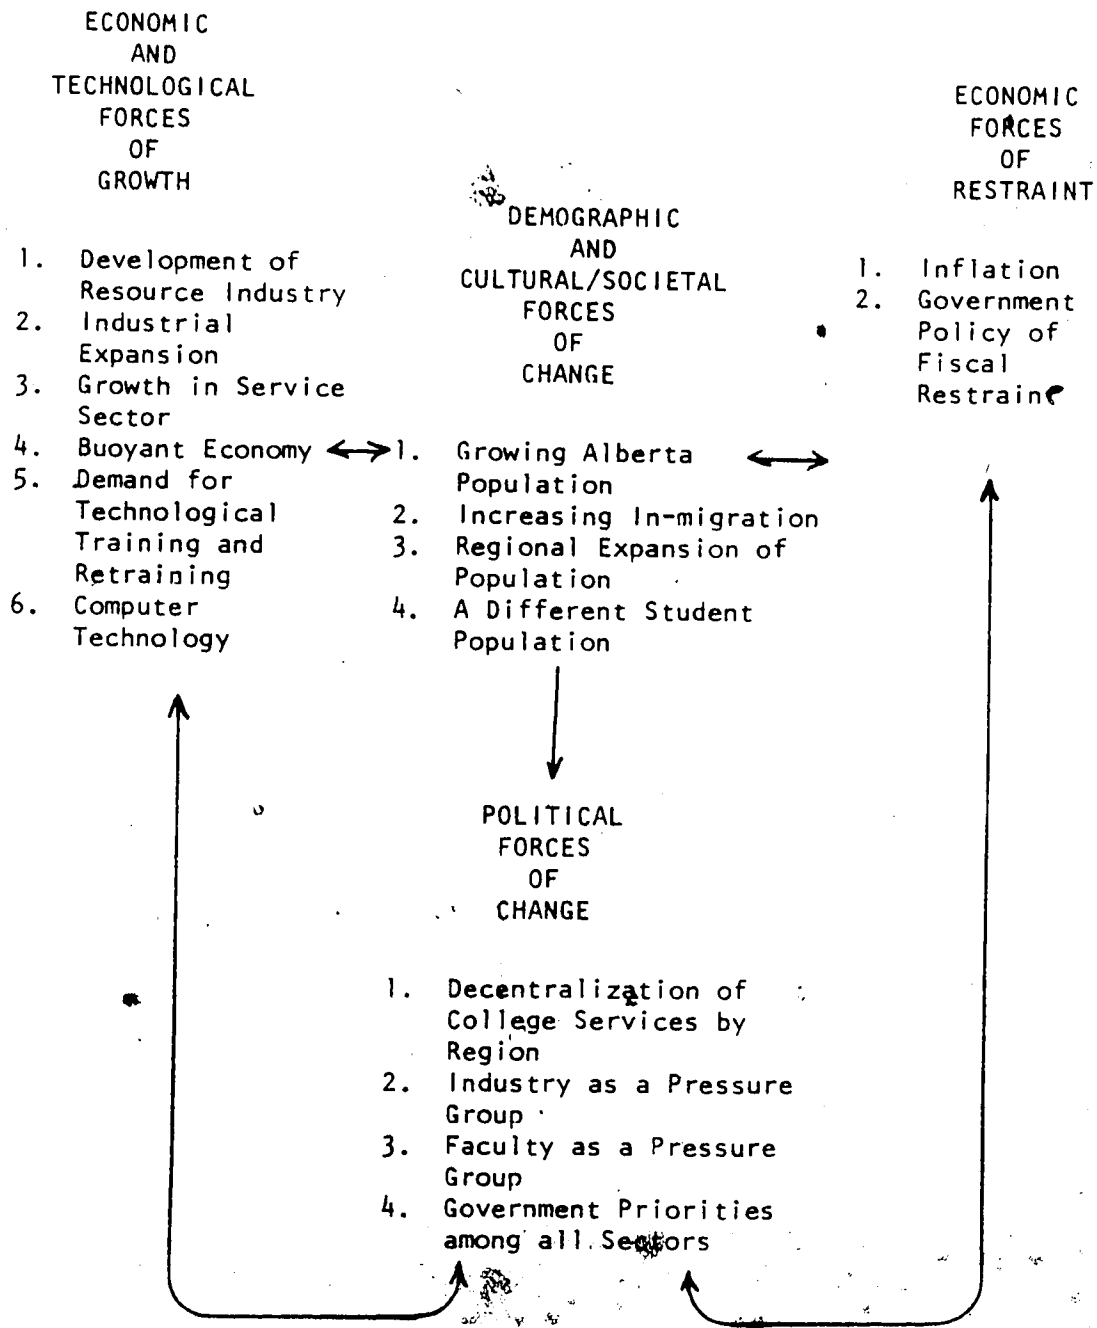 ECONOMIC
AND
TECHNOLOGICAL
FORCES
OF
GROWTH
1. Development of
Resource Industry
2. Industrial
Expansion
3. Growth in Service
Sector
4. Buoyant Economy
5. Demand for
Technological
Training and
Retraining
6. Computer
Technology
DEMOGRAPHIC
AND
CULTURAL/SOCIETAL
FORCES
OF
CHANGE
1. Growing Alberta
Population
2. Increasing In-migration
3. Regional Expansion of
Population
4. A Different Student
Population
ECONOMIC
FORCES
OF
RESTRAINT
1. Inflation
2. Government
Policy of
Fiscal
Restraint
POLITICAL
FORCES
OF
CHANGE
1. Decentralization of
College Services by
Region
2. Industry as a Pressure
Group
3. Faculty as a Pressure
Group
4. Government Priorities
among all Sectors